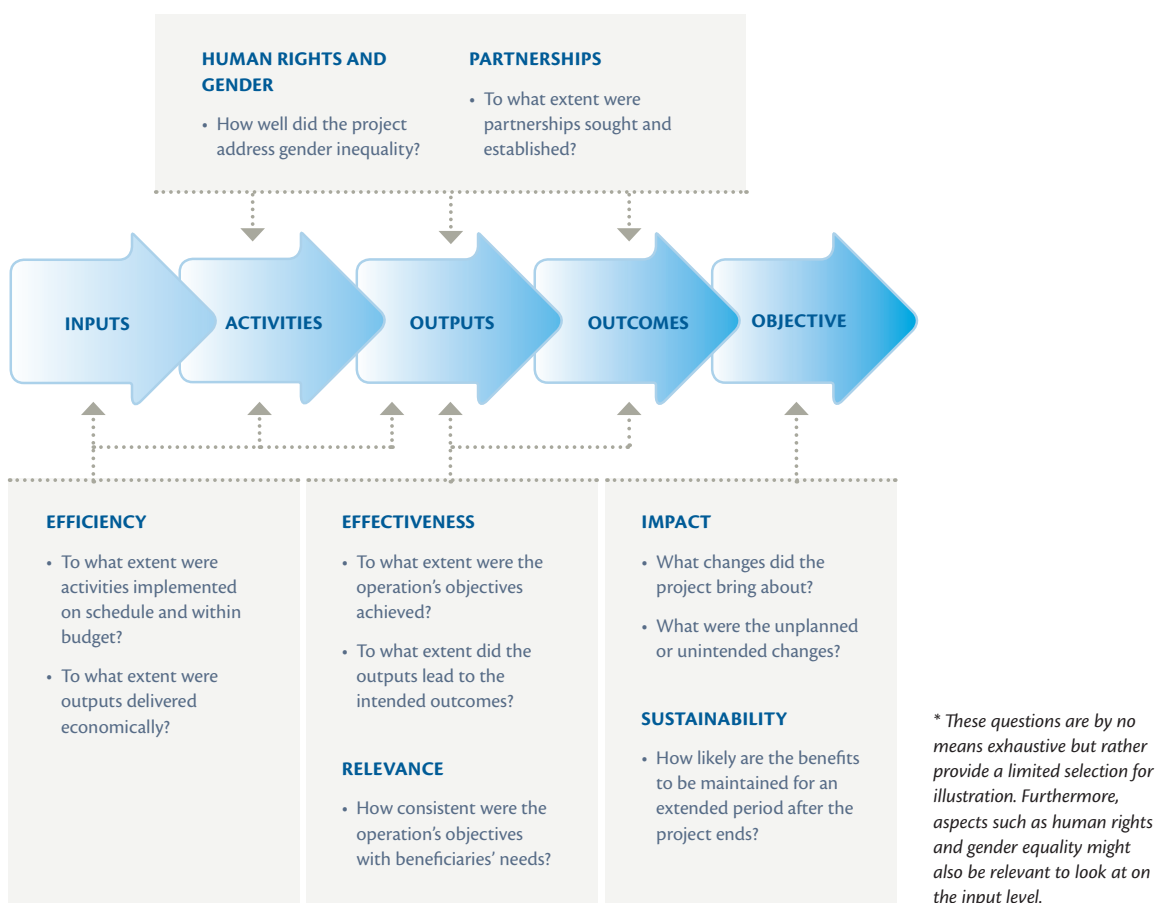 HUMAN RIGHTS AND
GENDER
• How well did the project
address gender inequality?
PARTNERSHIPS
• To what extent were
partnerships sought and
established?
INPUTS
ACTIVITIES
OUTPUTS
OUTCOMES
OBJECTIVE
EFFICIENCY
• To what extent were
activities implemented
on schedule and within
budget?
• To what extent were
outputs delivered
economically?
EFFECTIVENESS
• To what extent were the
operation’s objectives
achieved?
• To what extent did the
outputs lead to the
intended outcomes?
RELEVANCE
• How consistent were the
operation’s objectives
with beneficiaries’ needs?
IMPACT
• What changes did the
project bring about?
• What were the unplanned
or unintended changes?
SUSTAINABILITY
• How likely are the benefits
to be maintained for an
extended period after the
project ends?
* These questions are by no
means exhaustive but rather
provide a limited selection for
illustration. Furthermore,
aspects such as human rights
and gender equality might
also be relevant to look at on
the input level.